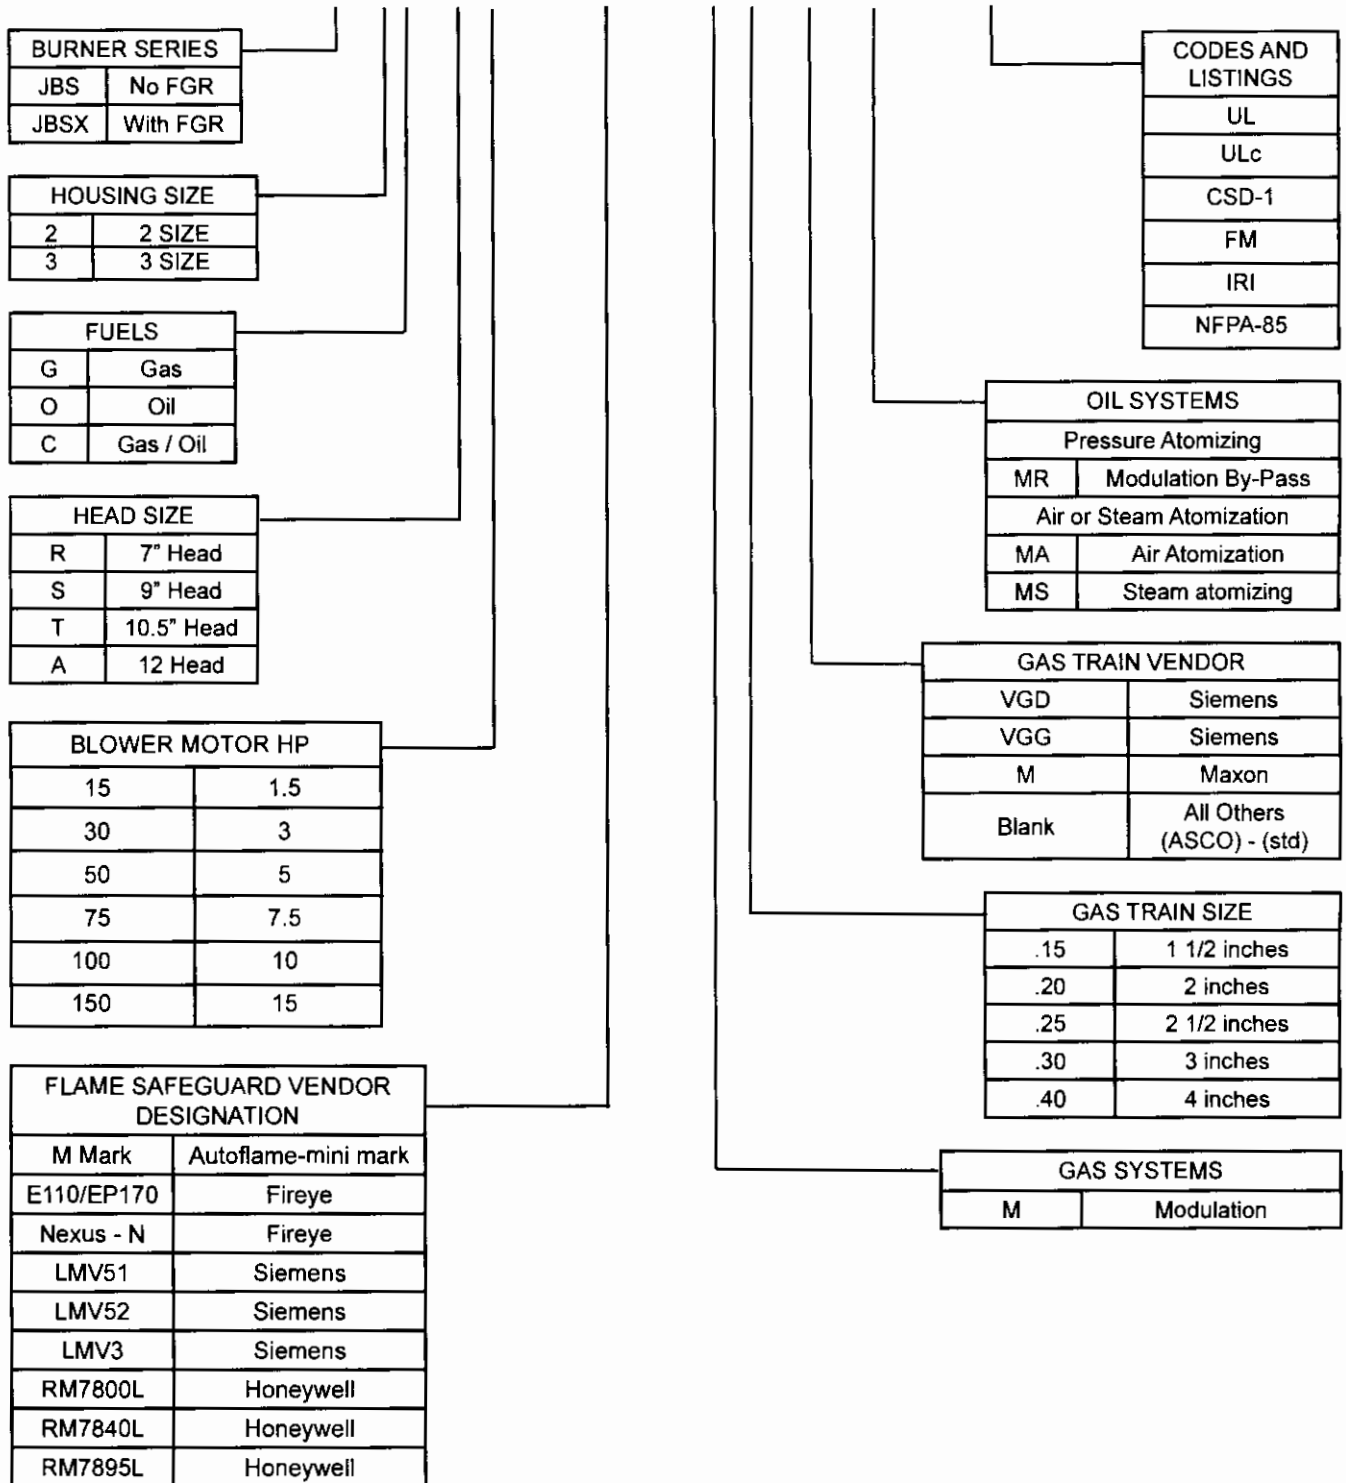 BURNER SERIES
JBS No FGR
JBSX With FGR
HOUSING SIZE
2 2 SIZE
3 3 SIZE
FUELS
G Gas
O Oil
C Gas / Oil
HEAD SIZE
R 7" Head
S 9" Head
T 10.5" Head
A 12 Head
BLOWER MOTOR HP
15 1.5
30 3
50 5
75 7.5
100 10
150 15
FLAME SAFEGUARD VENDOR
DESIGNATION
M Mark Autoflame-mini mark
E110/EP170 Fireye
Nexus - N Fireye
LMV51 Siemens
LMV52 Siemens
LMV3 Siemens
RM7800L Honeywell
RM7840L Honeywell
RM7895L Honeywell
CODES AND
LISTINGS
UL
ULc
CSD-1
FM
IRI
NFPA-85
OIL SYSTEMS
Pressure Atomizing
MR Modulation By-Pass
Air or Steam Atomization
MA Air Atomization
MS Steam atomizing
GAS TRAIN VENDOR
VGD Siemens
VGG Siemens
M Maxon
Blank All Others
(ASCO) - (std)
GAS TRAIN SIZE
.15 1 1/2 inches
.20 2 inches
.25 2 1/2 inches
.30 3 inches
.40 4 inches
GAS SYSTEMS
M Modulation